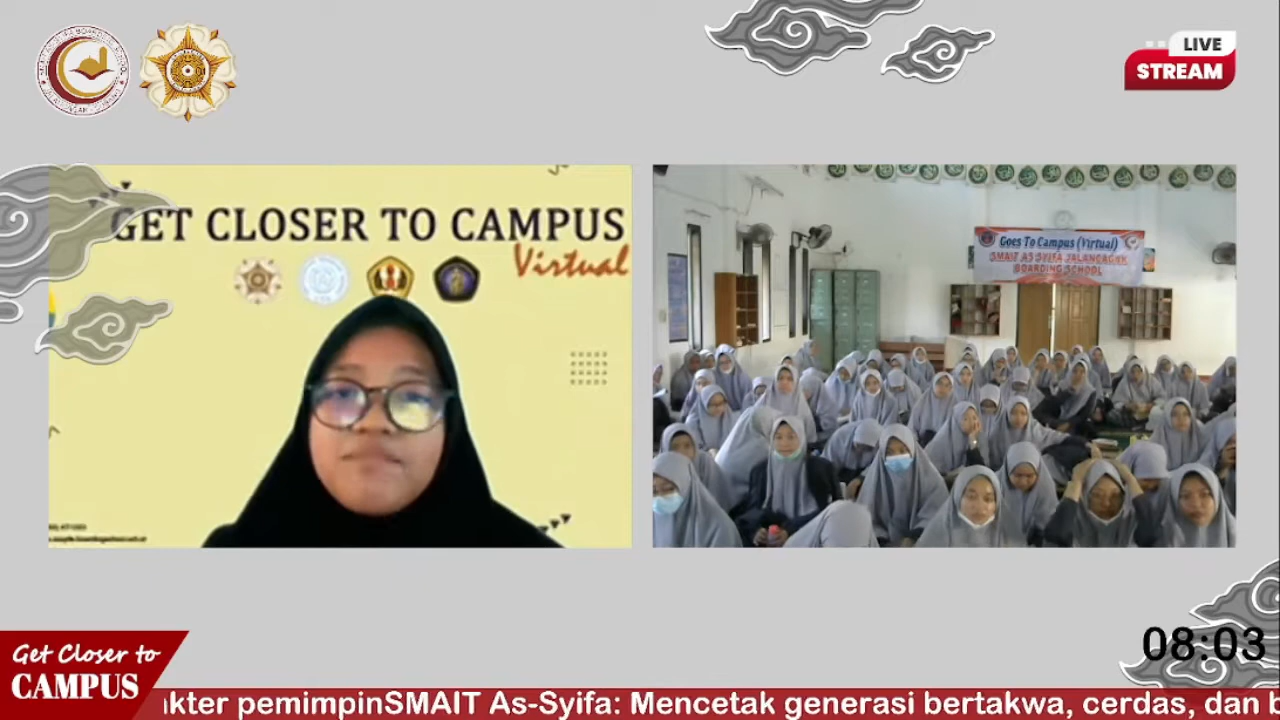 LIVE
STREAM
GET CLOSER TO CAMPUS
Virtual
Goes To Campus (Virtual)
SMAIT AS SYIFA JALANCAGAK
BOARDING SCHOOL
08:03
Get Closer to
CAMPUS
akter pemimpinSMAIT As-Syifa: Mencetak generasi bertakwa, cerdas, dan b